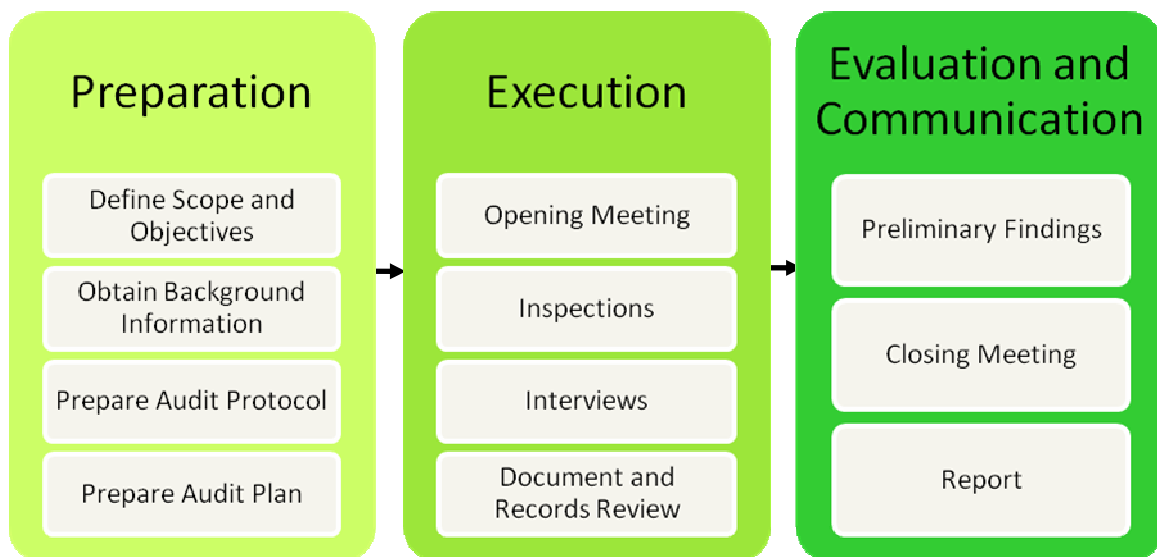 Preparation
Define Scope and
Objectives
Obtain Background
Information
Prepare Audit Protocol
Prepare Audit Plan
Execution
Opening Meeting
Inspections
Interviews
Document and
Records Review
Evaluation and
Communication
Preliminary Findings
Closing Meeting
Report